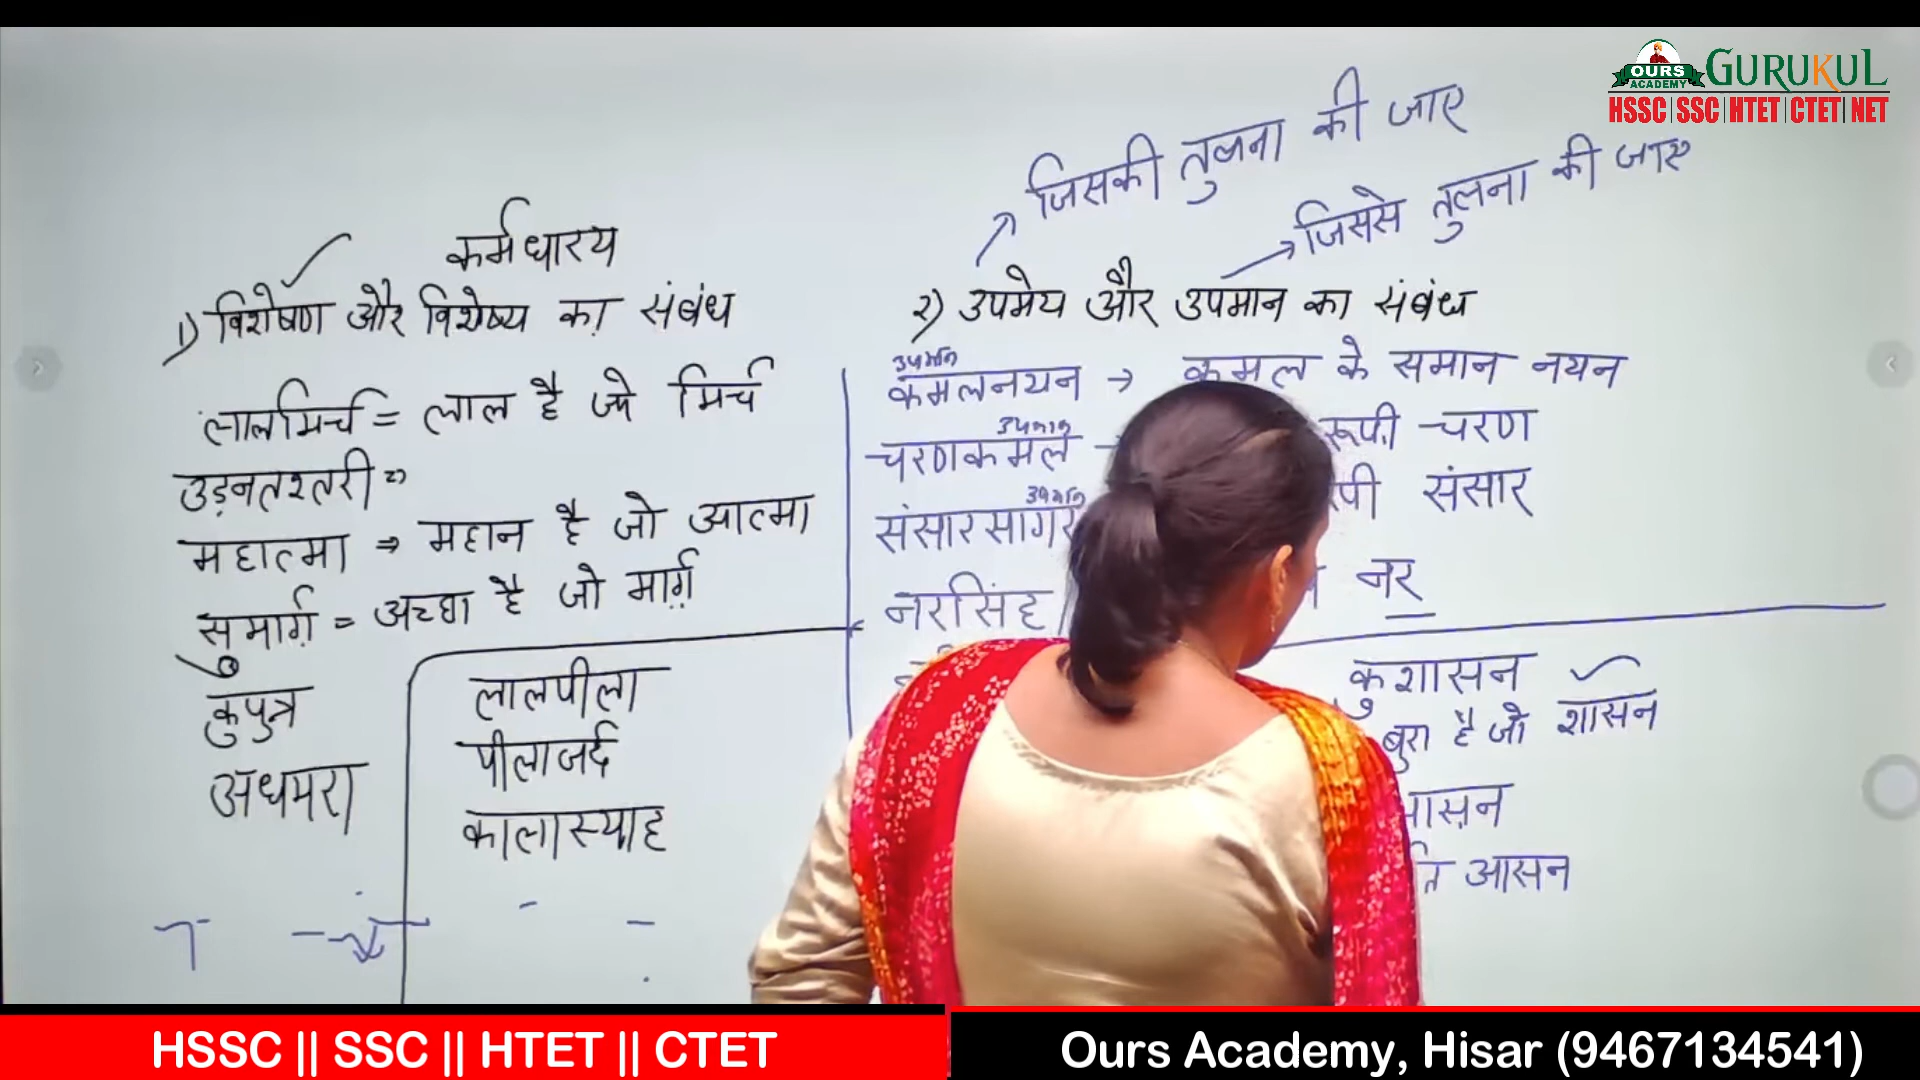 OURS ACADEMY GURUKUL
HSSC | SSC | HTET | CTET | NET
कर्मधारय
1) विशेषण और विशेष्य का संबंध
लालमिर्च = लाल है जो मिर्च
उड़नतश्तरी =
महात्मा ⇒ महान है जो आत्मा
सुमार्ग = अच्छा है जो मार्ग
कुपुत्र
अधमरा
लालपीला
पीलाजर्द
कालास्याह
जिसकी तुलना की जाए
जिससे तुलना की जाए
२) उपमेय और उपमान का संबंध
उपमान
कमलनयन → कमल के समान नयन
उपमान
चरणकमल रूपी चरण
उपमान
संसारसागर संसार
नरसिंह नर
कुशासन
बुरा है जो शासन
आसन
HSSC || SSC || HTET || CTET
Ours Academy, Hisar (9467134541)